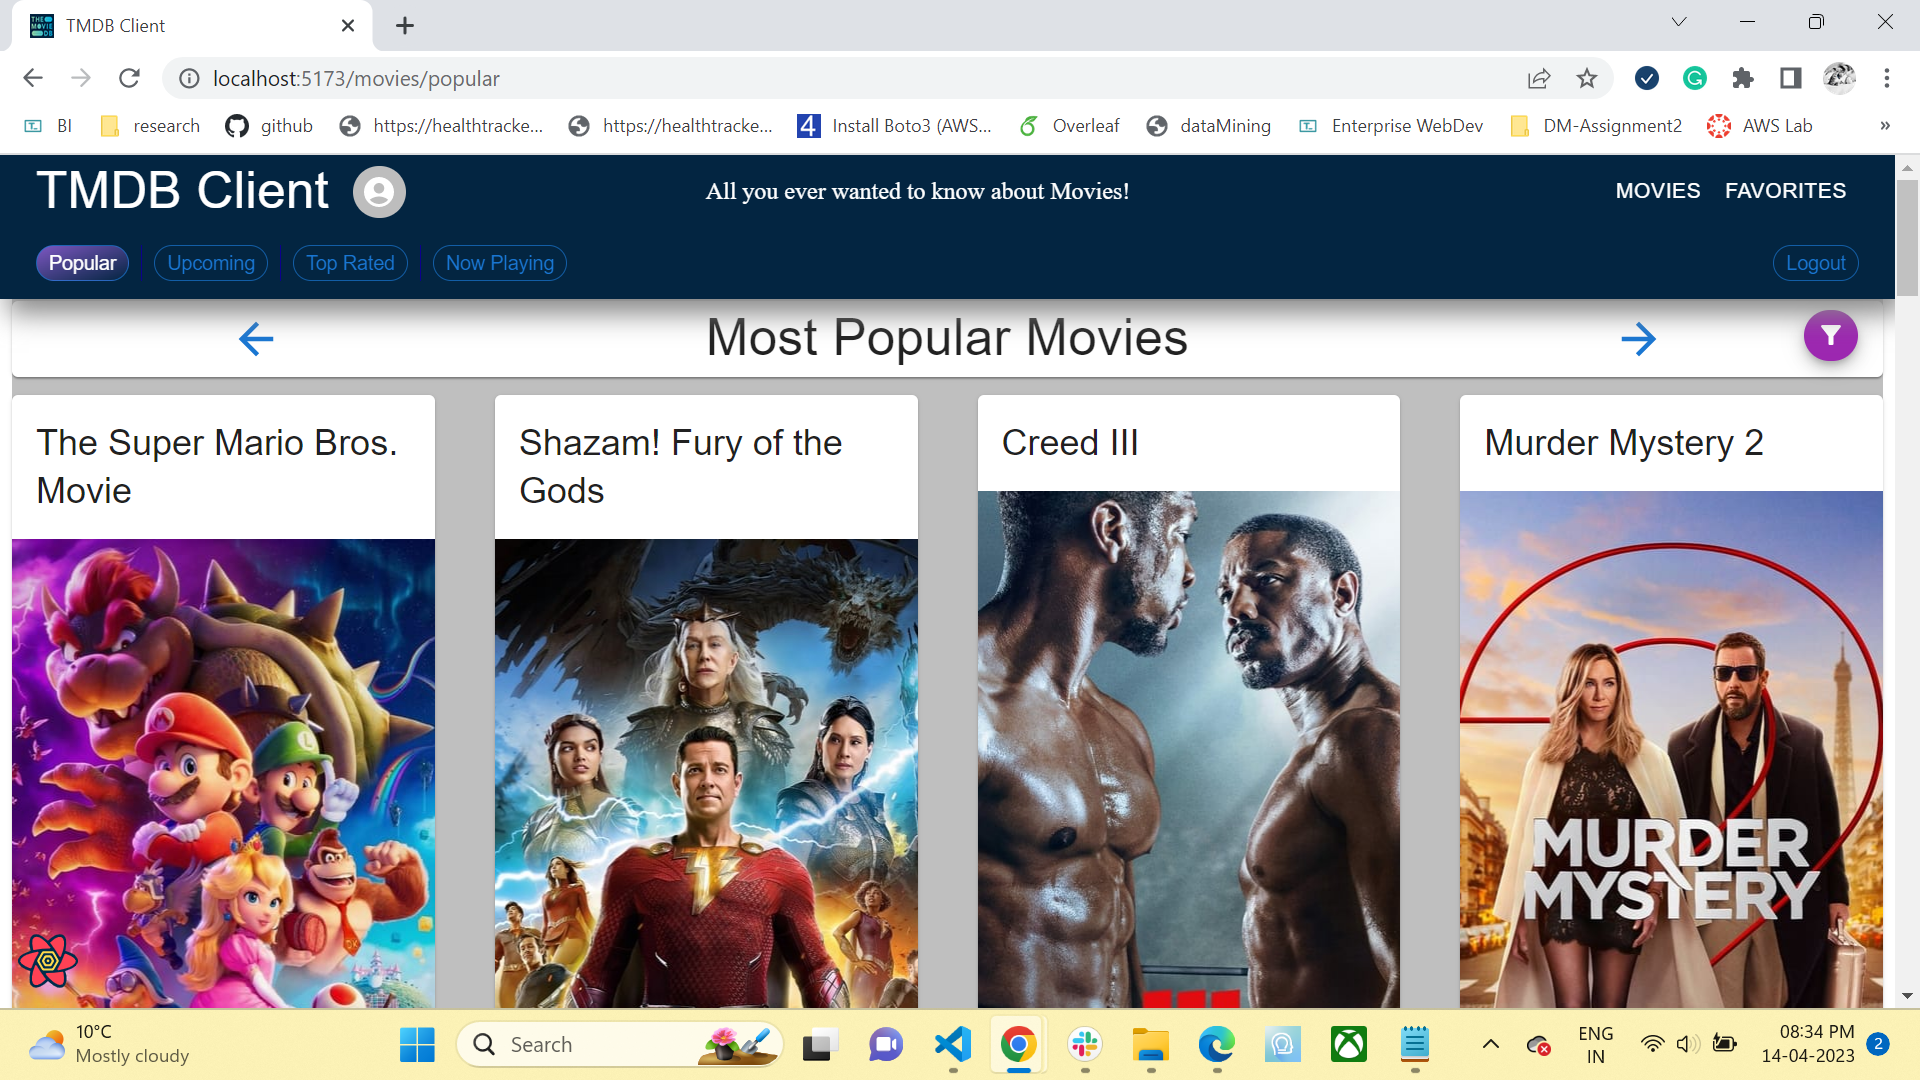 TMDB Client
localhost:5173/movies/popular
BI
research
github
https://healthtracke...
https://healthtracke...
4
Install Boto3 (AWS...
Overleaf
dataMining
Enterprise WebDev
DM-Assignment2
AWS Lab
»
TMDB Client
All you ever wanted to know about Movies!
MOVIES
FAVORITES
Popular
Upcoming
Top Rated
Now Playing
Logout
Most Popular Movies
The Super Mario Bros.
Movie
Shazam! Fury of the
Gods
Creed III
Murder Mystery 2
M
L
MURDER
MYSTERY
10°C
Mostly cloudy
Search
ENG
IN
08:34 PM
14-04-2023
2